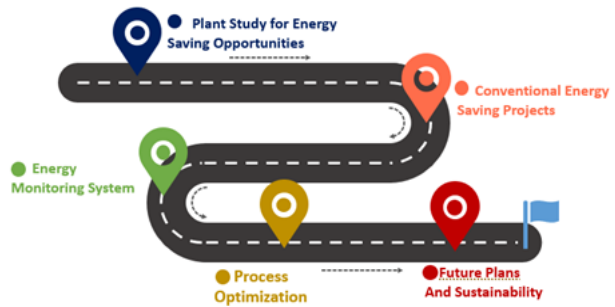 Plant Study for Energy
Saving Opportunities
Conventional Energy
Saving Projects
Energy
Monitoring System
Process
Optimization
Future Plans
And Sustainability